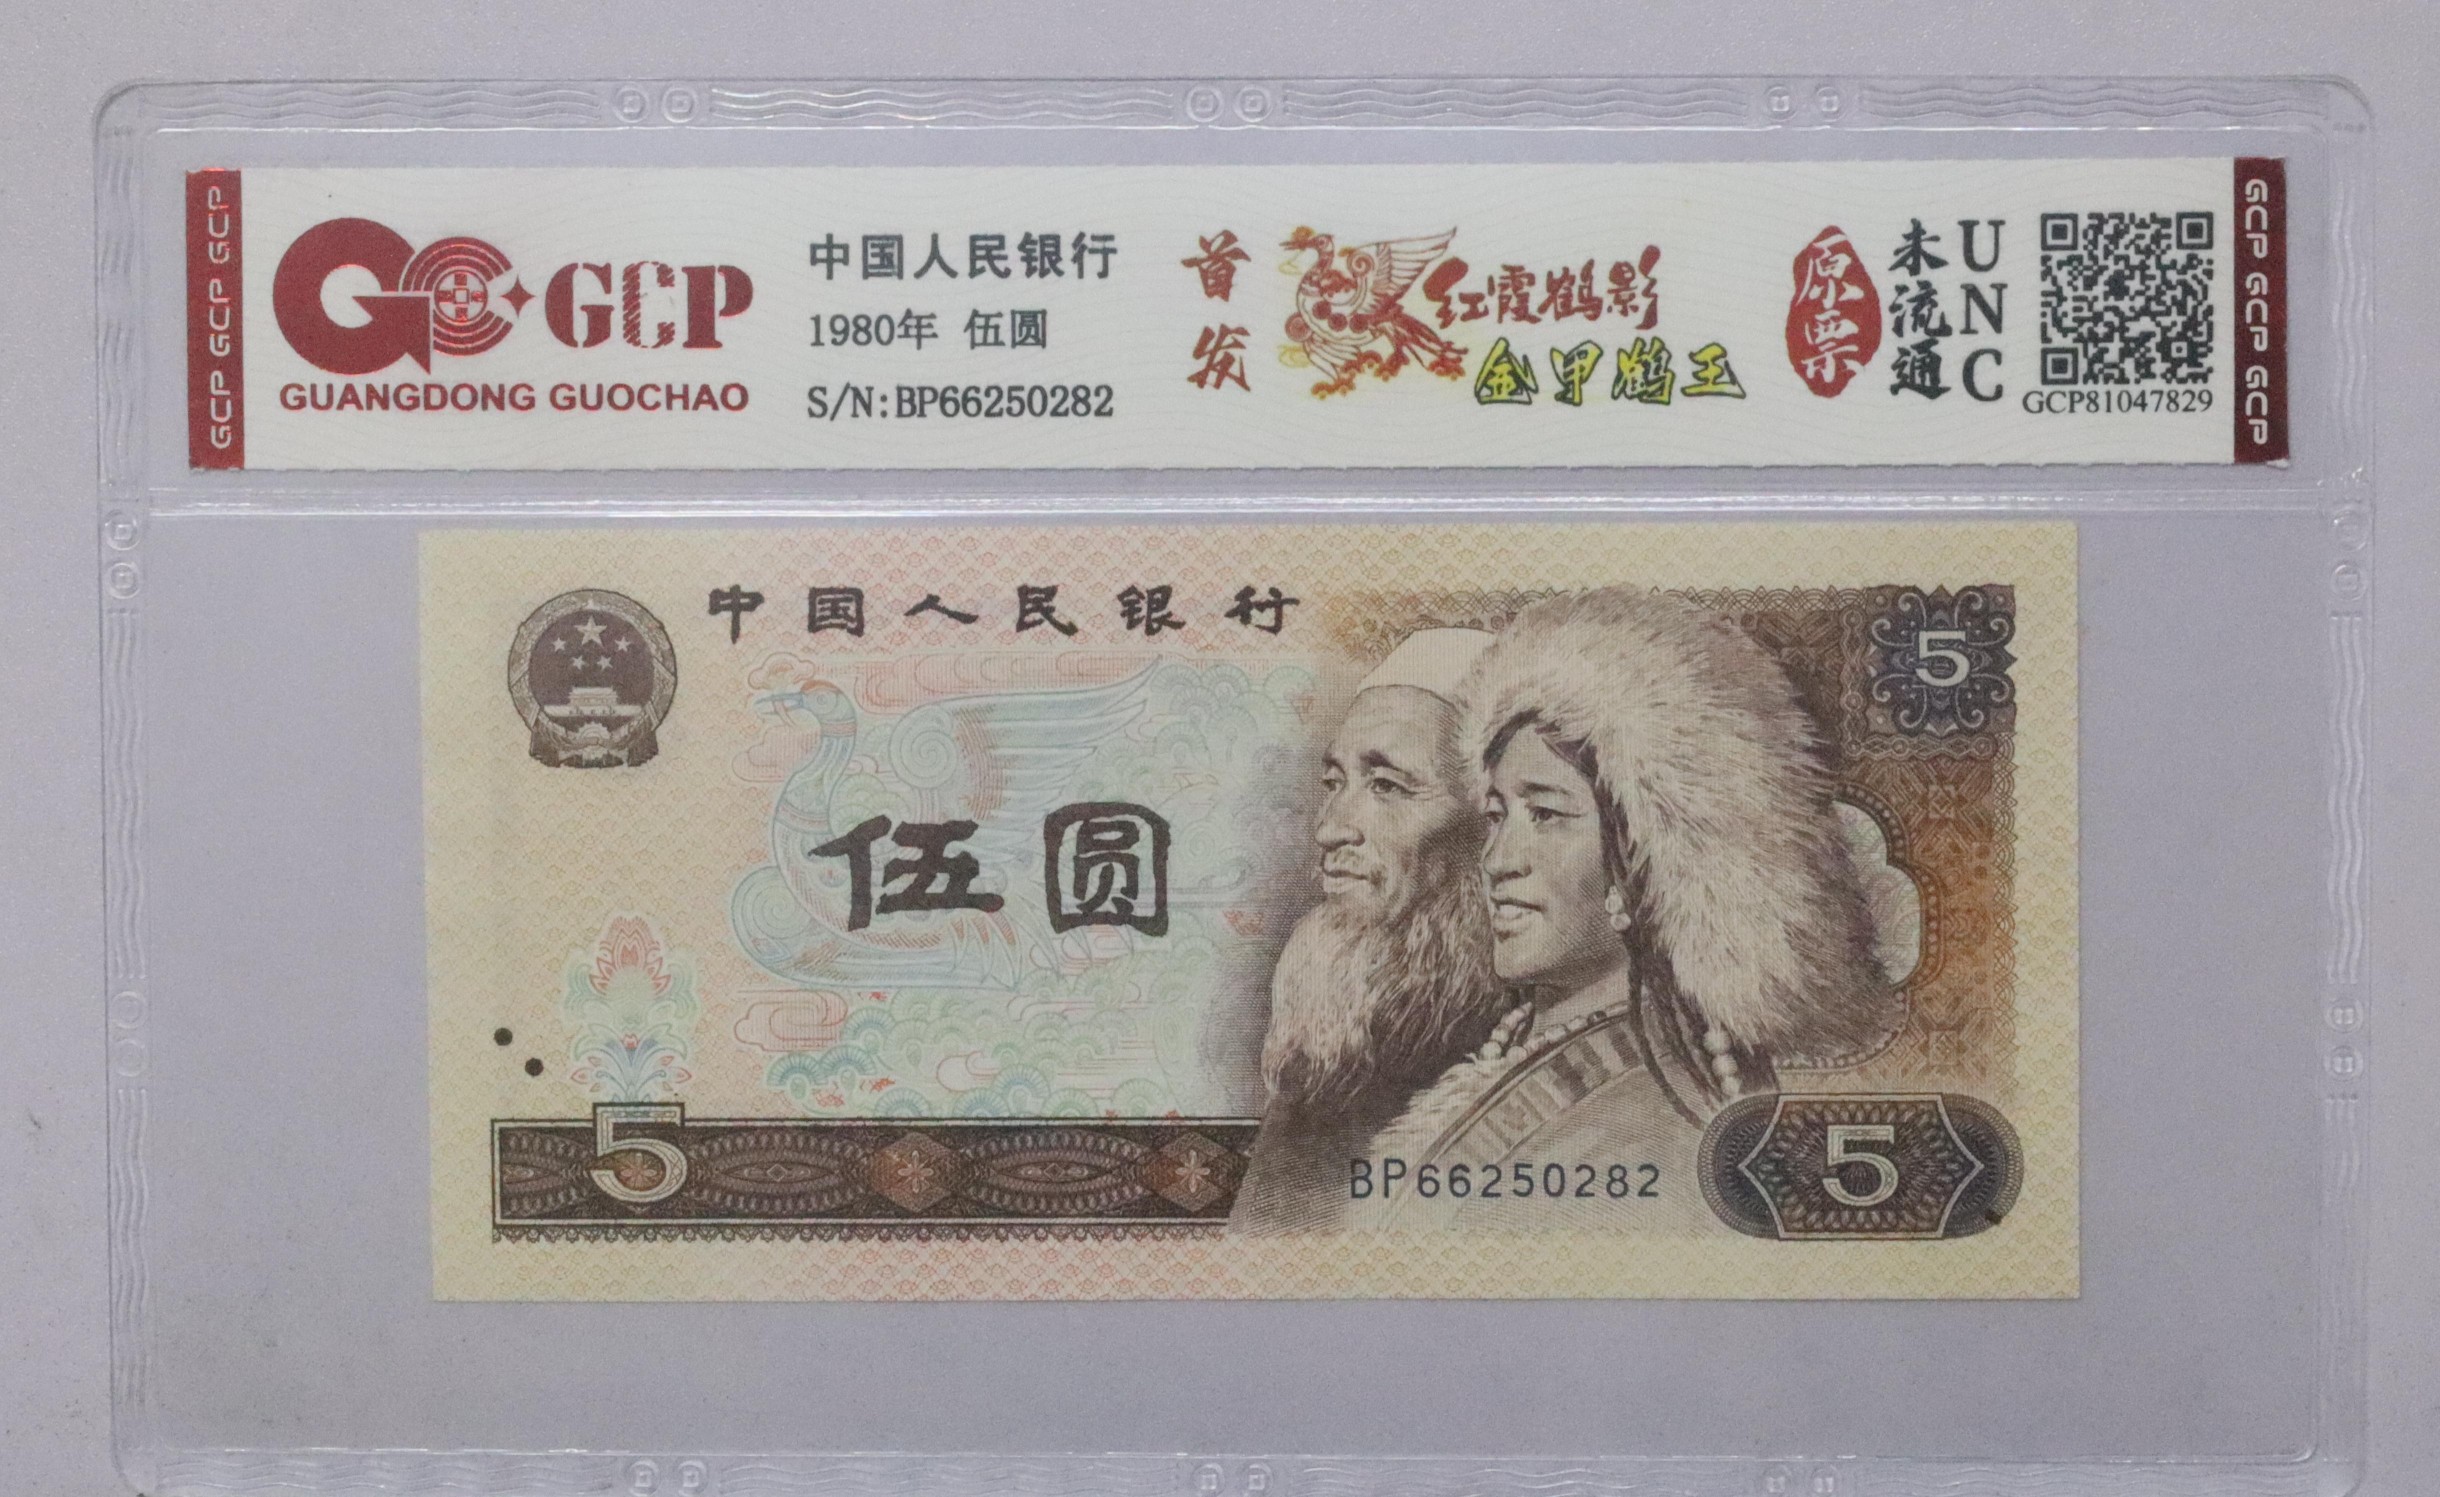 GCP GCP GCP
GCP
GUANGDONG GUOCHAO
中国人民银行
1980年 伍圆
S/N:BP66250282
首发
红霞鹤影
金甲鹤王
原票
未流通
UNC
GCP81047829
GCP GCP GCP
中国人民银行
5
伍圆
5
BP66250282
5